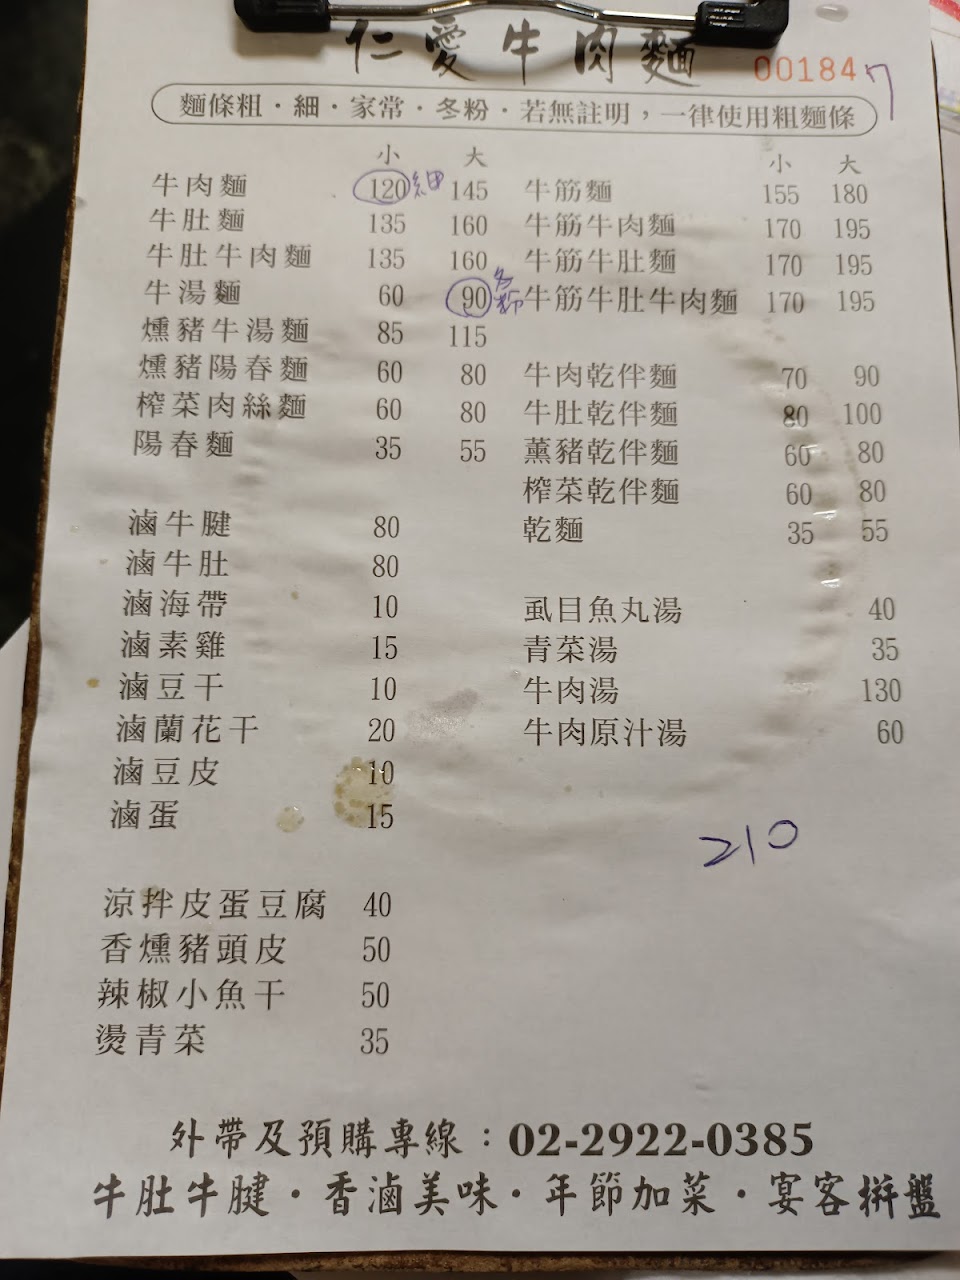 仁愛牛肉麵
00184 7
麵條粗・細・家常・冬粉・若無註明，一律使用粗麵條
小 大
牛肉麵 120 細 145
牛肚麵 135 160
牛肚牛肉麵 135 160
牛湯麵 60 90 冬粉
燻豬牛湯麵 85 115
燻豬陽春麵 60 80
榨菜肉絲麵 60 80
陽春麵 35 55
滷牛腱 80
滷牛肚 80
滷海帶 10
滷素雞 15
滷豆干 10
滷蘭花干 20
滷豆皮 10
滷蛋 15
涼拌皮蛋豆腐 40
香燻豬頭皮 50
辣椒小魚干 50
燙青菜 35
小 大
牛筋麵 155 180
牛筋牛肉麵 170 195
牛筋牛肚麵 170 195
牛筋牛肚牛肉麵 170 195
牛肉乾伴麵 70 90
牛肚乾伴麵 80 100
薰豬乾伴麵 60 80
榨菜乾伴麵 60 80
乾麵 35 55
虱目魚丸湯 40
青菜湯 35
牛肉湯 130
牛肉原汁湯 60
210
外帶及預購專線：02-2922-0385
牛肚牛腱・香滷美味・年節加菜・宴客拼盤